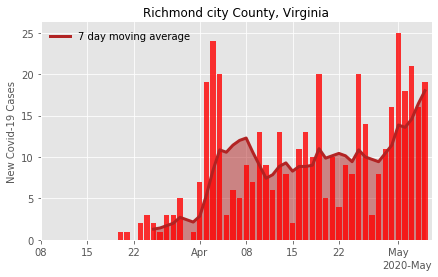 Richmond city County, Virginia
7 day moving average
New Covid-19 Cases
25
20
15
10
5
0
08 15 22 Apr 08 15 22 May
2020-May